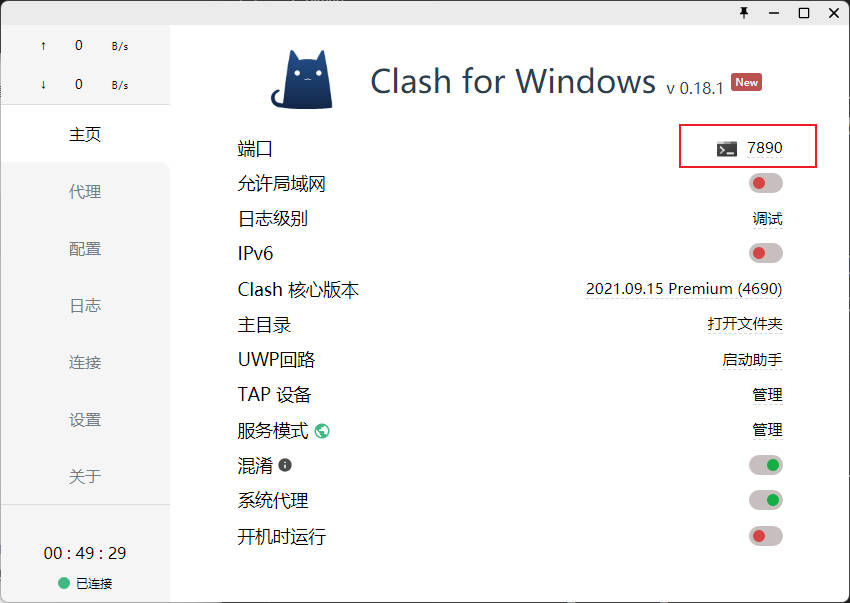 ↑ 0 B/s
↓ 0 B/s
主页
代理
配置
日志
连接
设置
关于
00 : 49 : 29
已连接
Clash for Windows v 0.18.1 New
端口 7890
允许局域网
日志级别 调试
IPv6
Clash 核心版本 2021.09.15 Premium (4690)
主目录 打开文件夹
UWP回路 启动助手
TAP 设备 管理
服务模式 管理
混淆
系统代理
开机时运行